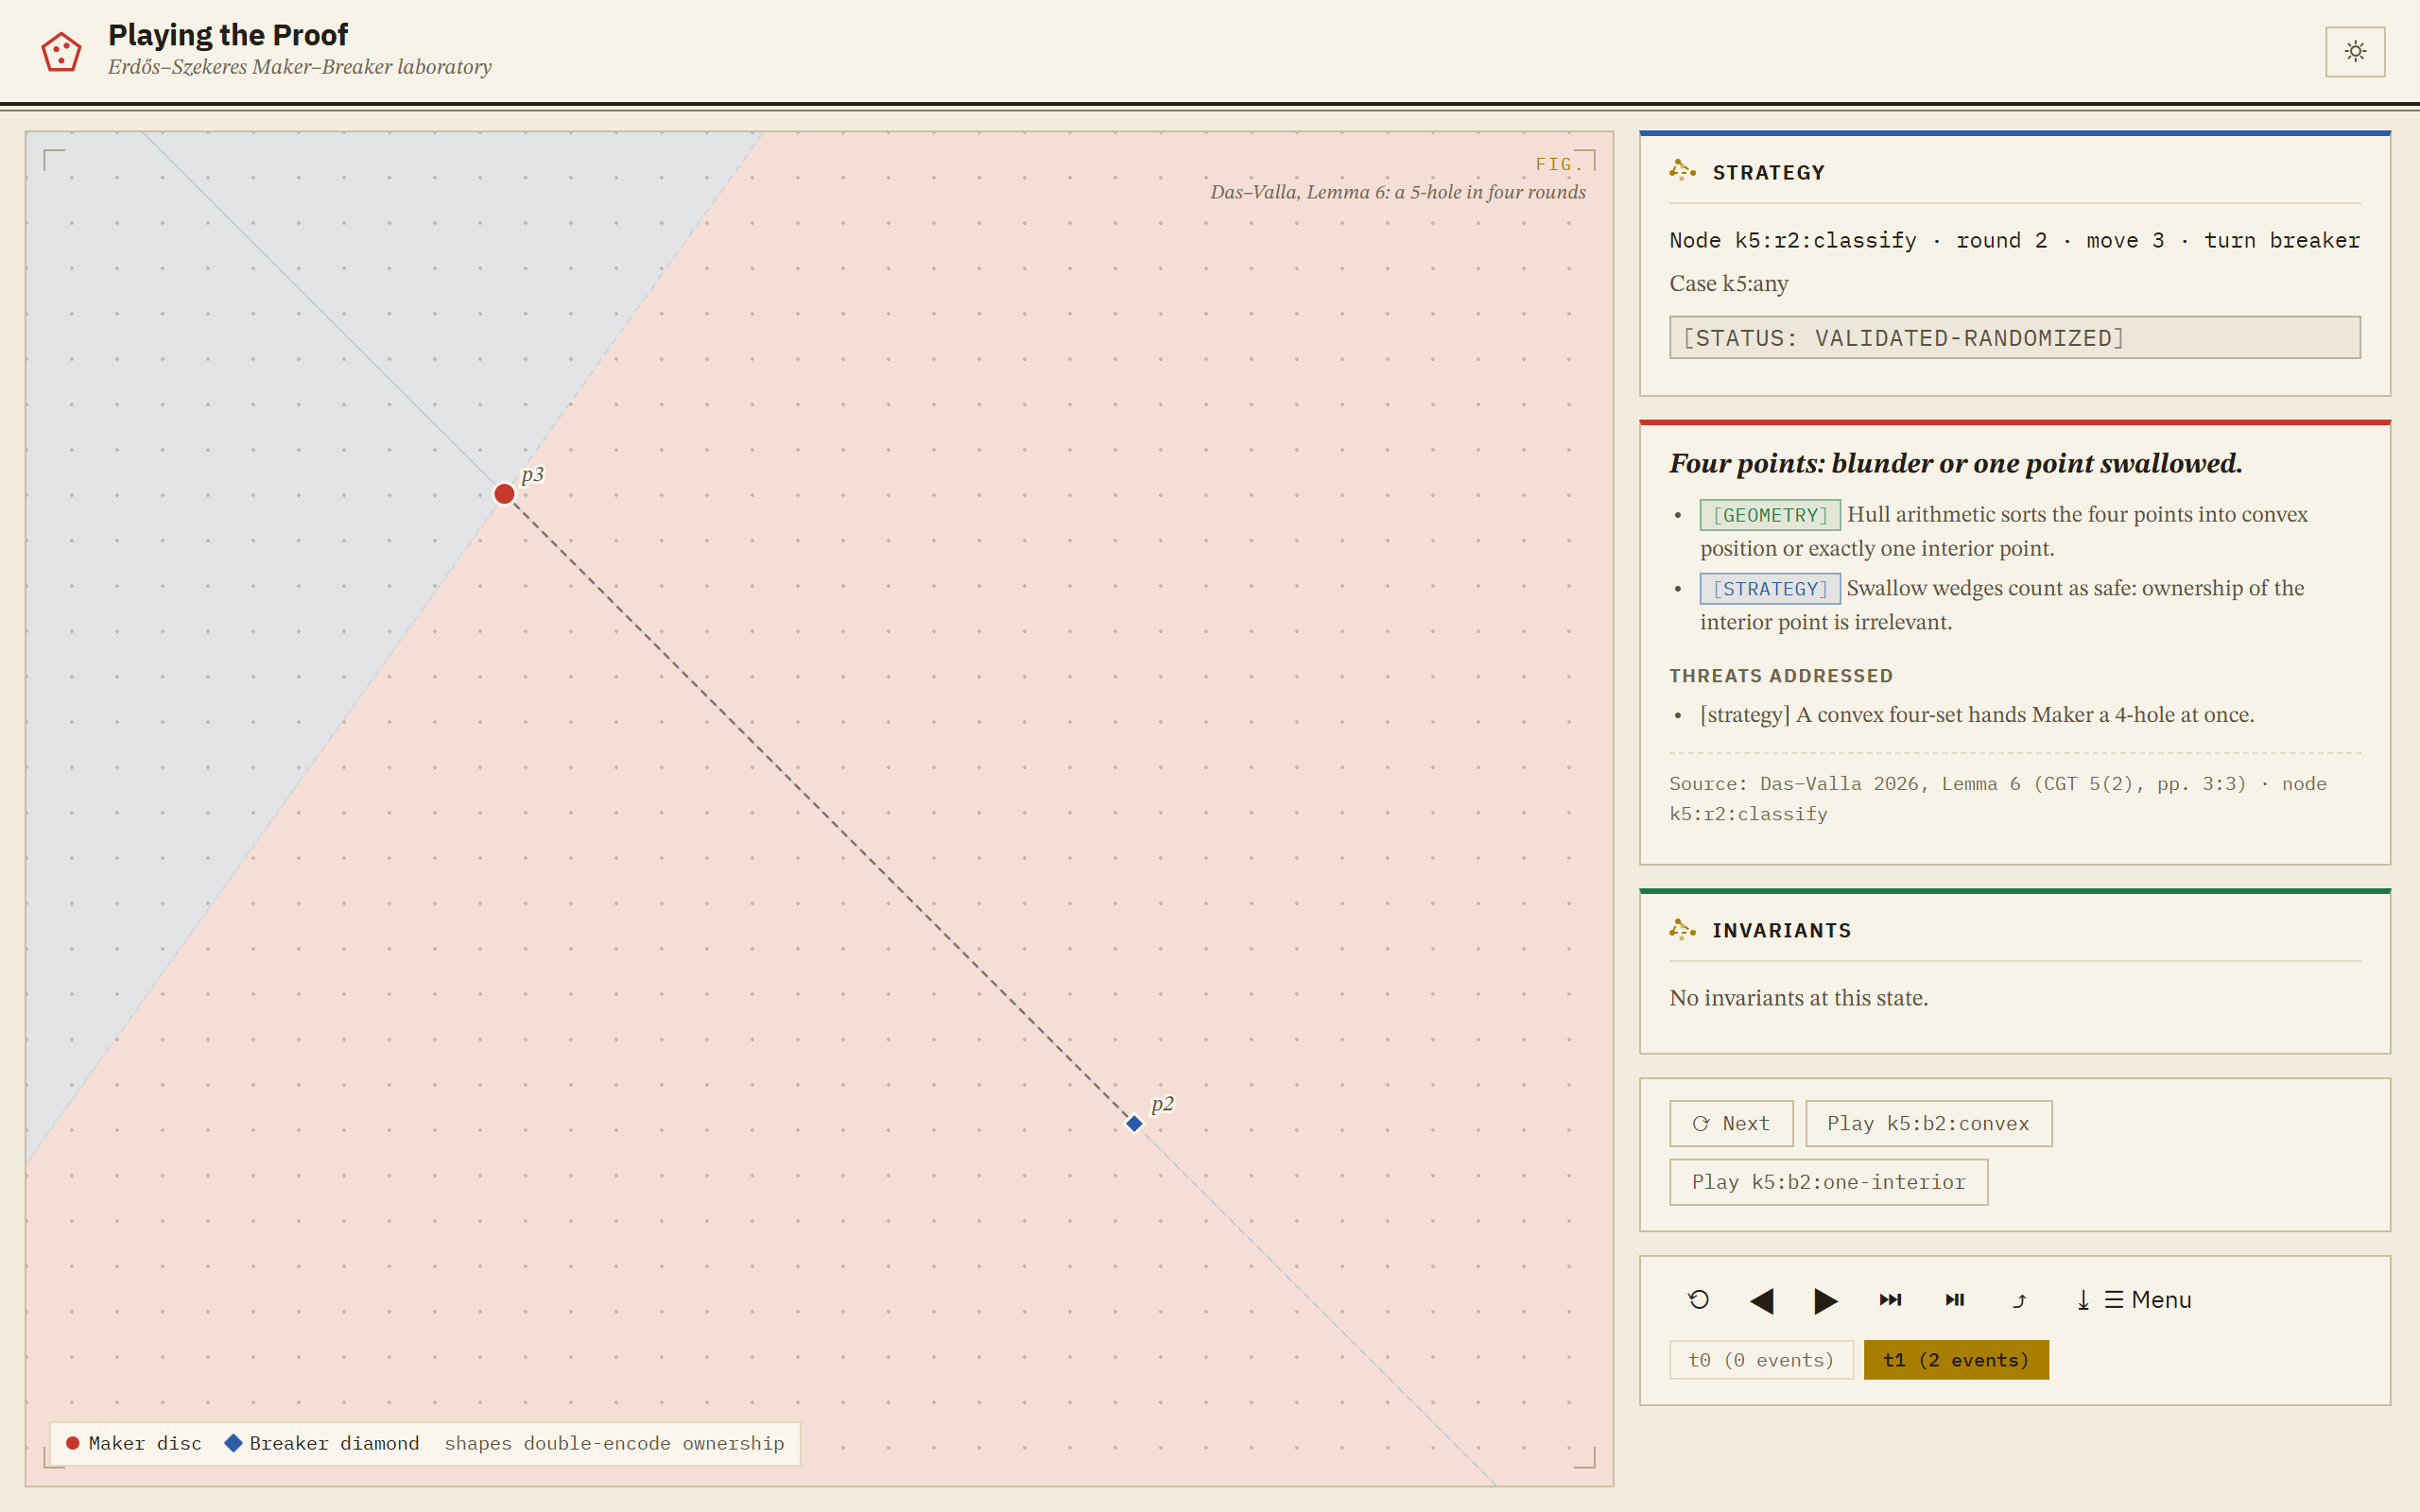 Playing the Proof
Erdős–Szekeres Maker–Breaker laboratory
FIG.
Das–Valla, Lemma 6: a 5-hole in four rounds
p3
p2
Maker disc Breaker diamond shapes double-encode ownership
STRATEGY
Node k5:r2:classify · round 2 · move 3 · turn breaker
Case k5:any
[STATUS: VALIDATED-RANDOMIZED]
Four points: blunder or one point swallowed.
• [GEOMETRY] Hull arithmetic sorts the four points into convex
position or exactly one interior point.
• [STRATEGY] Swallow wedges count as safe: ownership of the
interior point is irrelevant.
THREATS ADDRESSED
• [strategy] A convex four-set hands Maker a 4-hole at once.
Source: Das–Valla 2026, Lemma 6 (CGT 5(2), pp. 3:3) · node
k5:r2:classify
INVARIANTS
No invariants at this state.
⟳ Next Play k5:b2:convex
Play k5:b2:one-interior
☰ Menu
t0 (0 events) t1 (2 events)